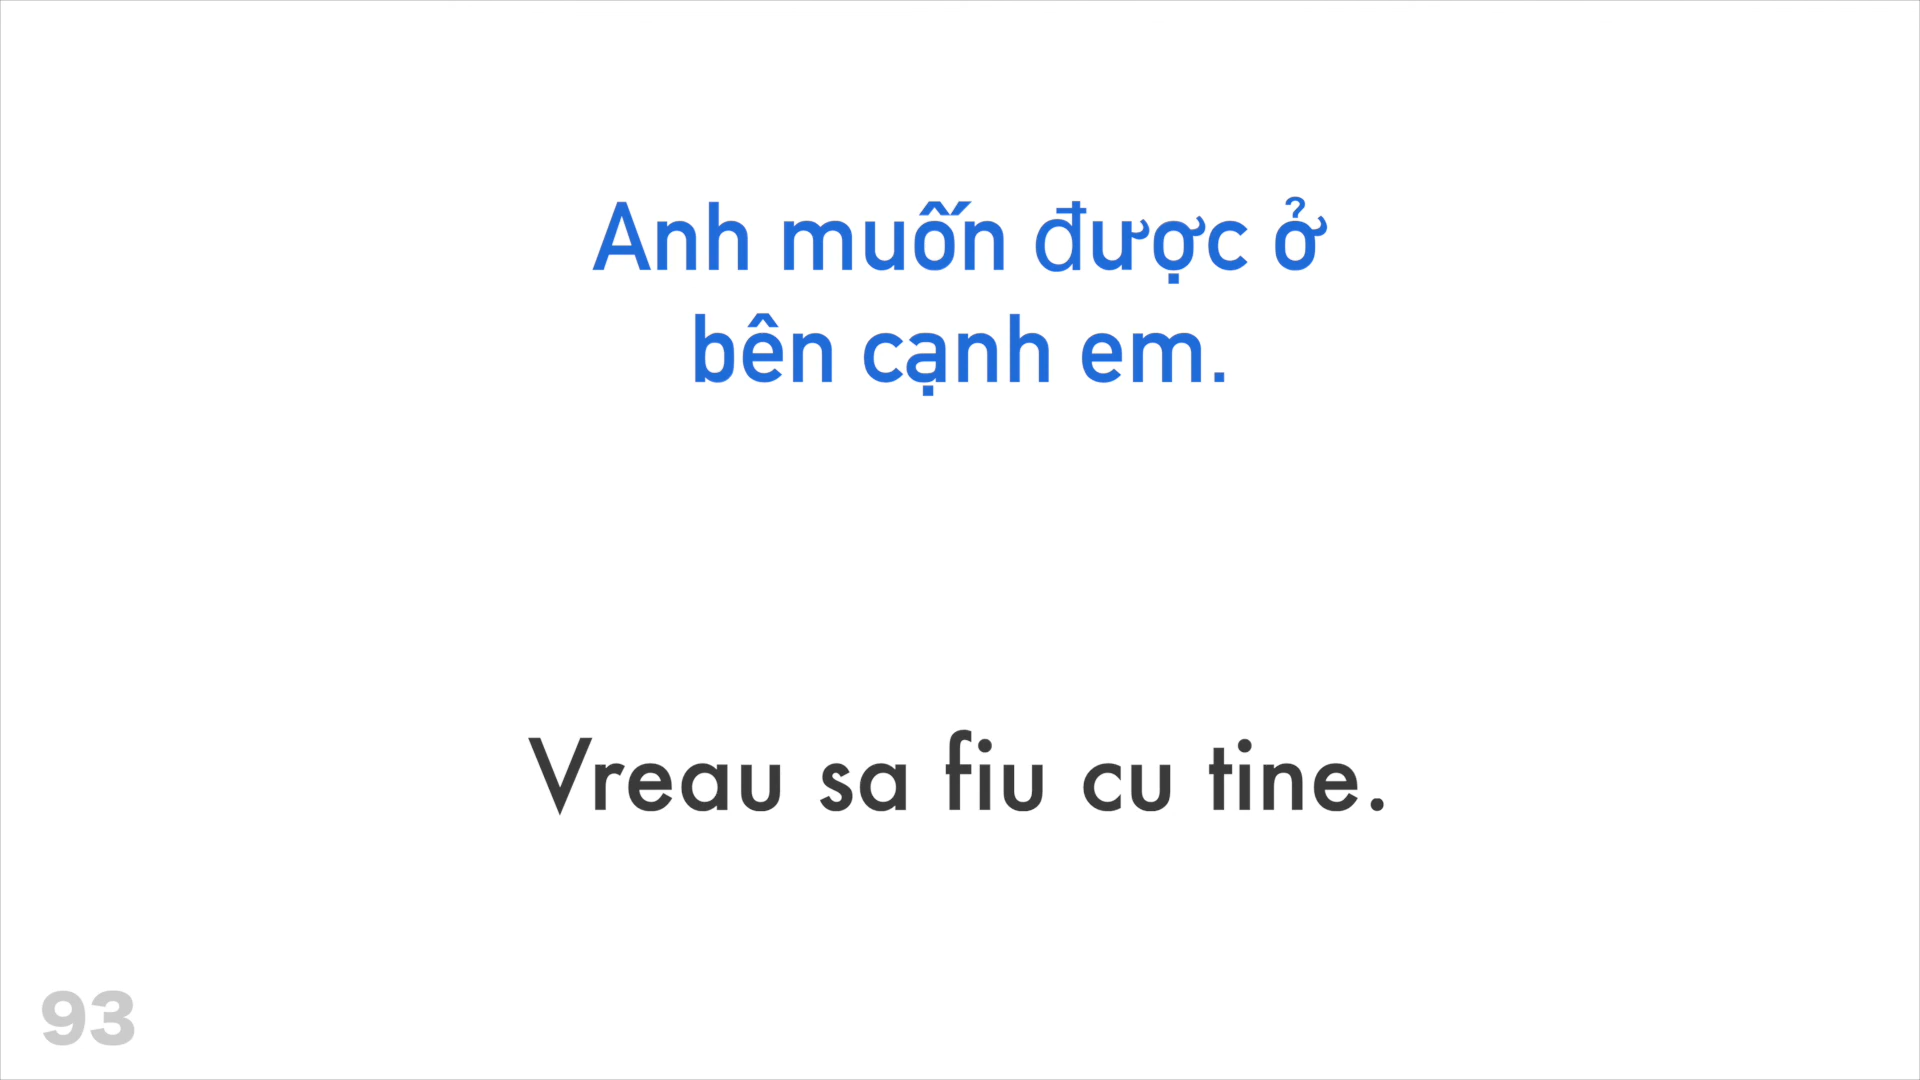 Anh muốn được ở
bên cạnh em.
Vreau sa fiu cu tine.
93